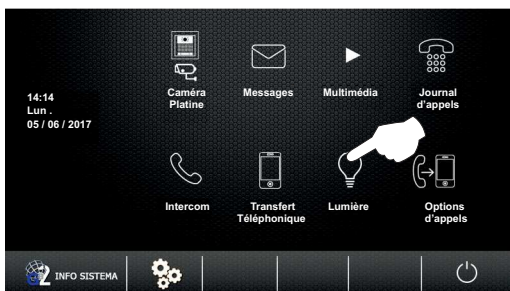 14:14
Lun .
05 / 06 / 2017
Caméra
Platine
Messages
Multimédia
Journal
d'appels
Intercom
Transfert
Téléphonique
Lumière
Options
d'appels
G2 INFO SISTEMA